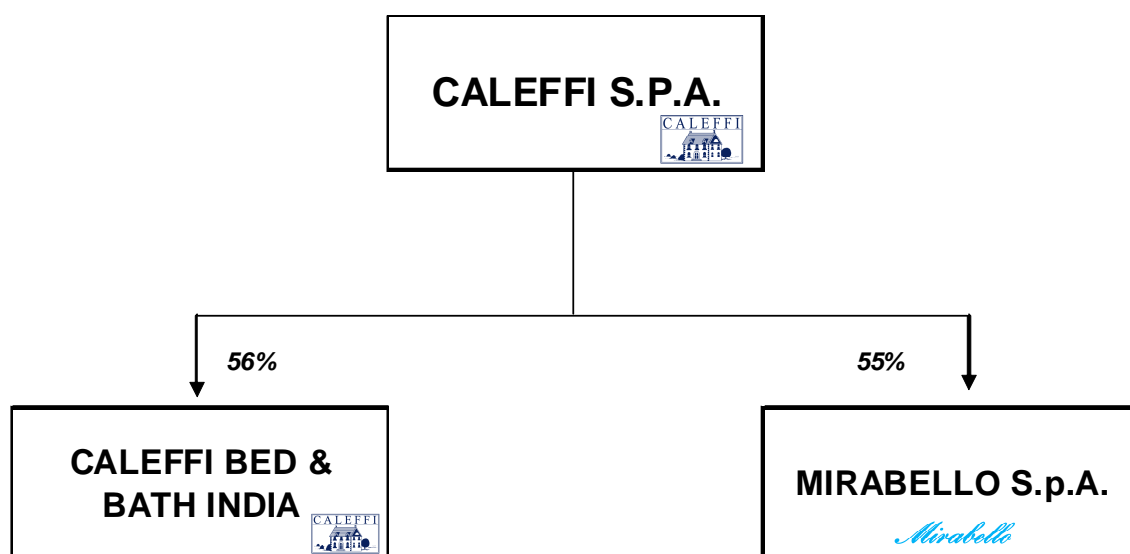 CALEFFI S.P.A.
CALEFFI
56%
55%
CALEFFI BED &
BATH INDIA
CALEFFI
MIRABELLO S.p.A.
Mirabello